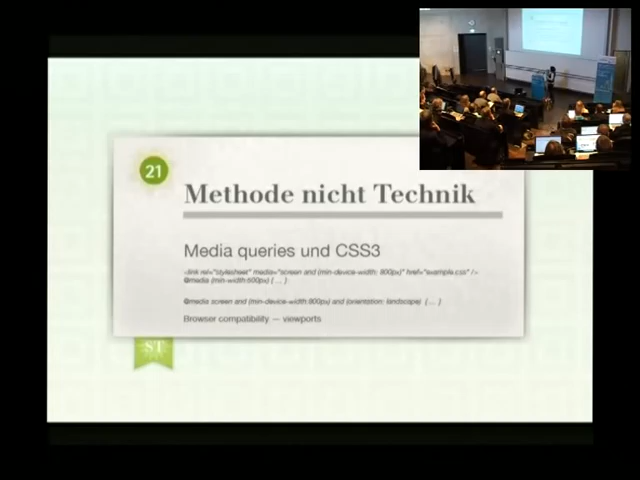 21
Methode nicht Technik
Media queries und CSS3
<link rel="stylesheet" media="screen and (min-device-width: 800px)" href="example.css" />
@media (min-width:500px) { ... }
@media screen and (min-device-width:800px) and (orientation: landscape) { ... }
Browser compatibility — viewports
ST